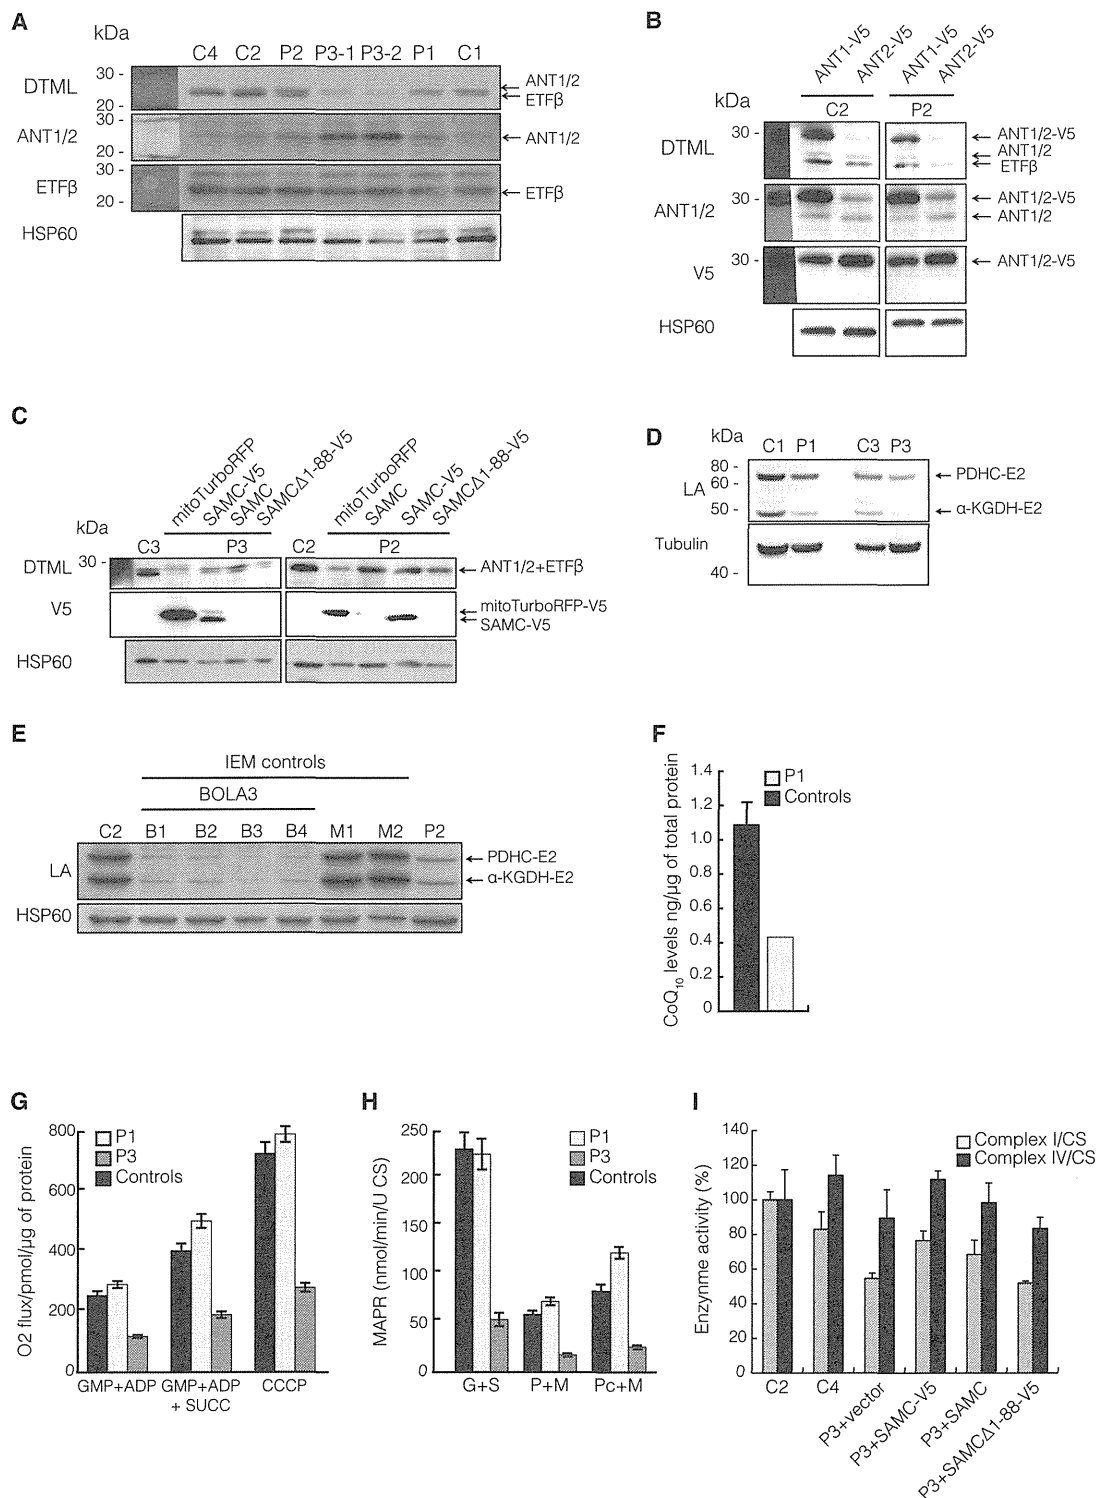 A
kDa
C4 C2 P2 P3-1 P3-2 P1 C1
DTML
30 -
20 -
← ANT1/2
← ETFβ
ANT1/2
30 -
20 -
← ANT1/2
ETFβ
30 -
20 -
← ETFβ
HSP60
B
ANT1-V5 ANT2-V5 ANT1-V5 ANT2-V5
kDa
C2 P2
DTML
30 -
← ANT1/2-V5
← ANT1/2
← ETFβ
ANT1/2
30 -
← ANT1/2-V5
← ANT1/2
V5
30 -
← ANT1/2-V5
HSP60
C
mitoTurboRFP SAMC-V5 SAMC SAMCΔ1-88-V5 mitoTurboRFP SAMC SAMC-V5 SAMCΔ1-88-V5
kDa
C3 P3 C2 P2
DTML 30 -
← ANT1/2+ETFβ
V5
← mitoTurboRFP-V5
← SAMC-V5
HSP60
D
kDa
C1 P1 C3 P3
LA
80 -
60 -
50 -
← PDHC-E2
← α-KGDH-E2
Tubulin
40 -
E
IEM controls
BOLA3
C2 B1 B2 B3 B4 M1 M2 P2
LA
← PDHC-E2
← α-KGDH-E2
HSP60
F
CoQ10 levels ng/μg of total protein
1.4
1.2
1.0
0.8
0.6
0.4
0.2
0
P1
Controls
G
O2 flux/pmol/μg of protein
800
600
400
200
0
P1
P3
Controls
GMP+ADP GMP+ADP + SUCC CCCP
H
MAPR (nmol/min/U CS)
250
200
150
100
50
0
P1
P3
Controls
G+S P+M Pc+M
I
Enzynme activity (%)
140
120
100
80
60
40
20
0
Complex I/CS
Complex IV/CS
C2 C4 P3+vector P3+SAMC-V5 P3+SAMC P3+SAMCΔ1-88-V5